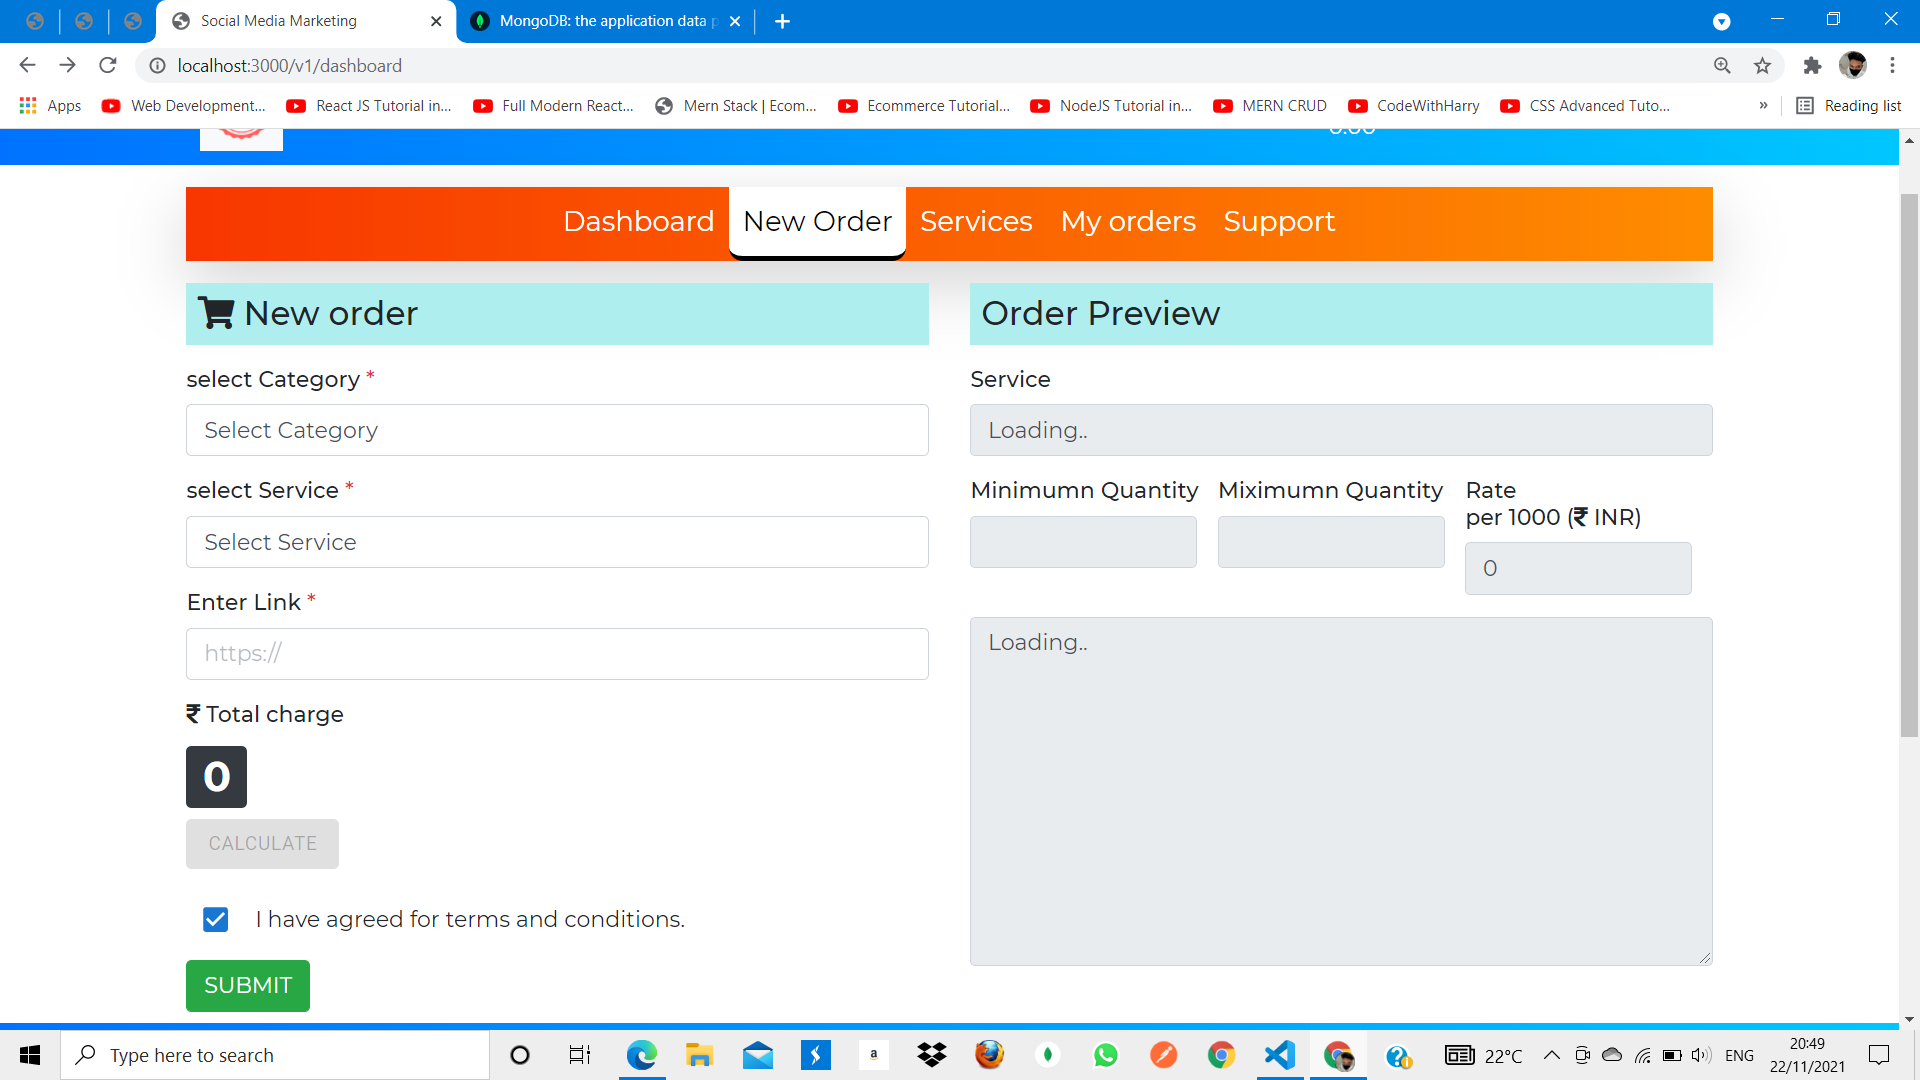 Social Media Marketing
MongoDB: the application data p
localhost:3000/v1/dashboard
Apps
Web Development...
React JS Tutorial in...
Full Modern React...
Mern Stack | Ecom...
Ecommerce Tutorial...
NodeJS Tutorial in...
MERN CRUD
CodeWithHarry
CSS Advanced Tuto...
»
Reading list
0.00
Dashboard
New Order
Services
My orders
Support
New order
select Category *
Select Category
select Service *
Select Service
Enter Link *
https://
₹ Total charge
0
CALCULATE
I have agreed for terms and conditions.
SUBMIT
Order Preview
Service
Loading..
Minimumn Quantity
Miximumn Quantity
Rate
per 1000 (₹ INR)
0
Loading..
Type here to search
a
22°C
ENG
20:49
22/11/2021